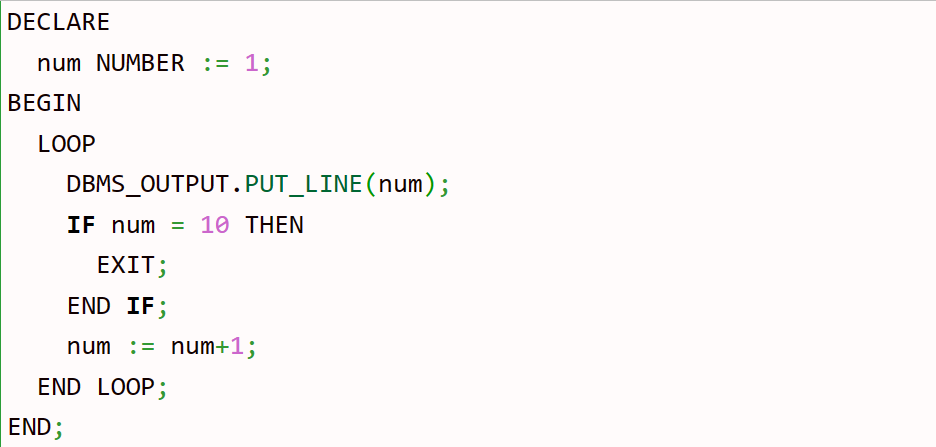 DECLARE
  num NUMBER := 1;
BEGIN
  LOOP
    DBMS_OUTPUT.PUT_LINE(num);
    IF num = 10 THEN
      EXIT;
    END IF;
    num := num+1;
  END LOOP;
END;